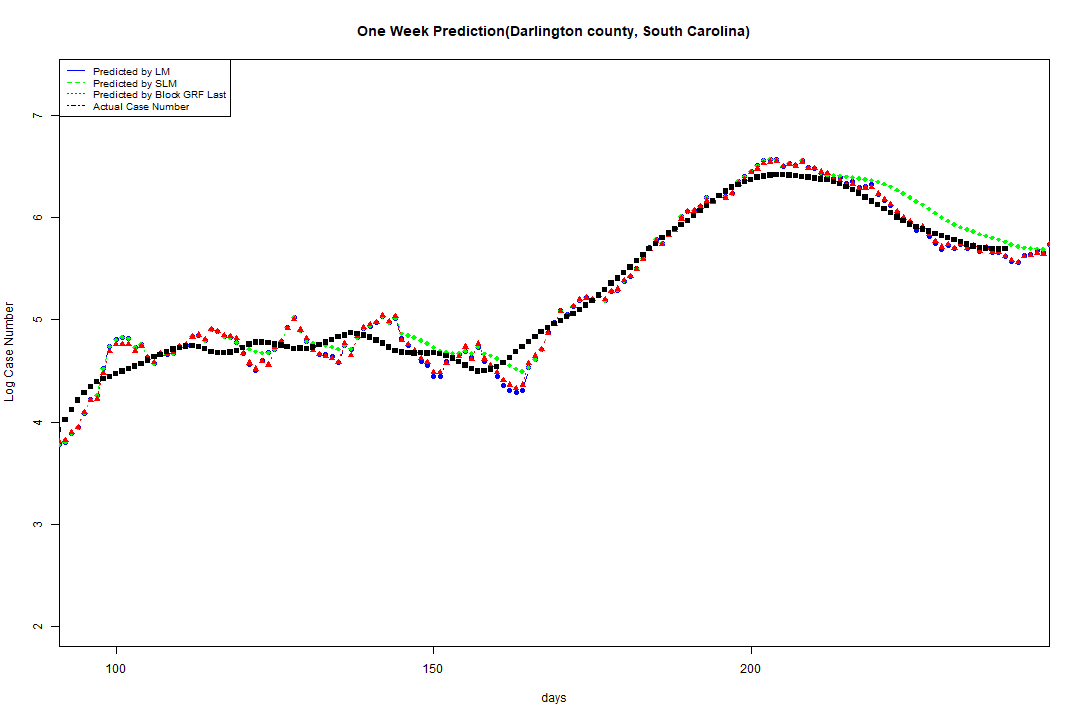 One Week Prediction(Darlington county, South Carolina)
Predicted by LM
Predicted by SLM
Predicted by Block GRF Last
Actual Case Number
7
6
5
4
3
2
Log Case Number
100
150
200
days